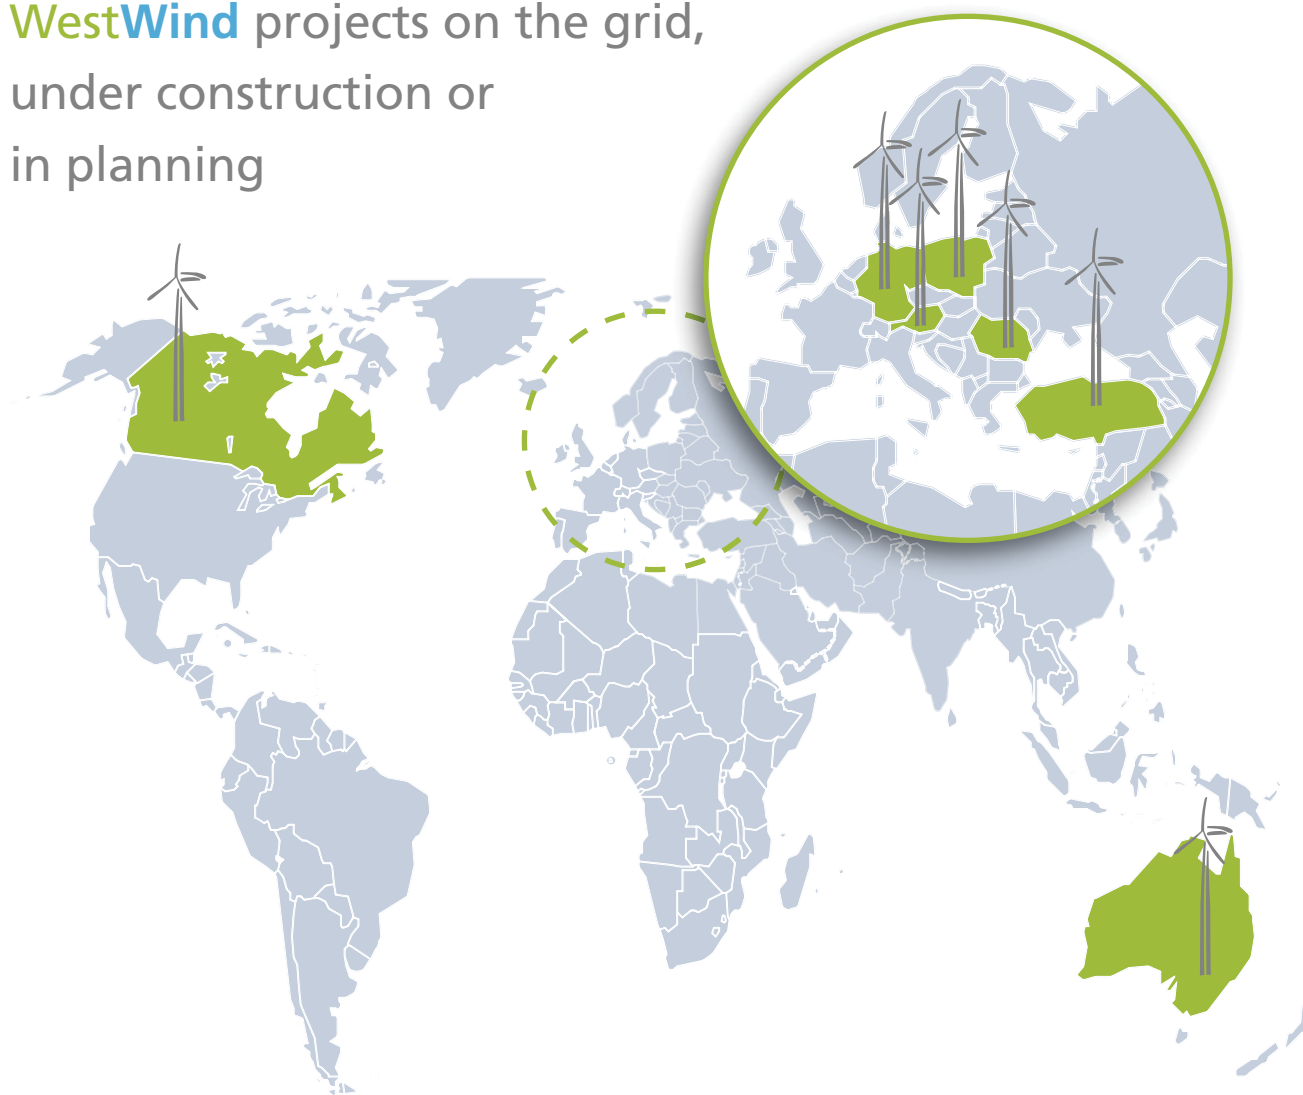 WestWind projects on the grid,
under construction or
in planning